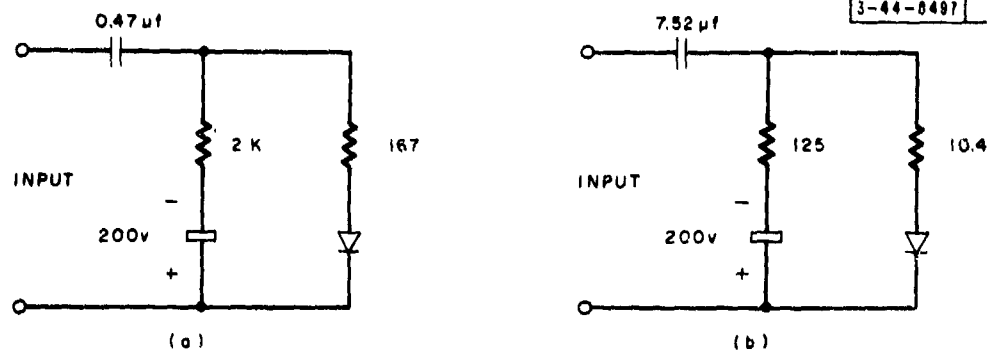 3-44-8497
0.47 μf
2 K
167
INPUT
-
200v
+
(a)
7.52 μf
125
10.4
INPUT
-
200v
+
(b)